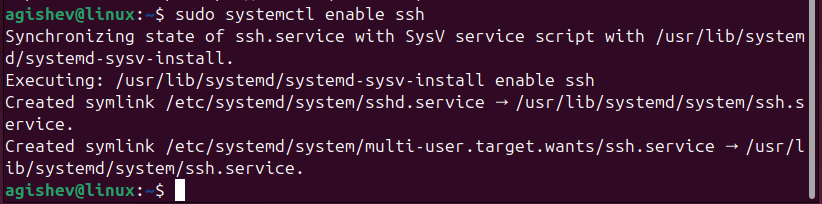 agishev@linux:~$ sudo systemctl enable ssh
Synchronizing state of ssh.service with SysV service script with /usr/lib/system
d/systemd-sysv-install.
Executing: /usr/lib/systemd/systemd-sysv-install enable ssh
Created symlink /etc/systemd/system/sshd.service → /usr/lib/systemd/system/ssh.s
ervice.
Created symlink /etc/systemd/system/multi-user.target.wants/ssh.service → /usr/l
ib/systemd/system/ssh.service.
agishev@linux:~$